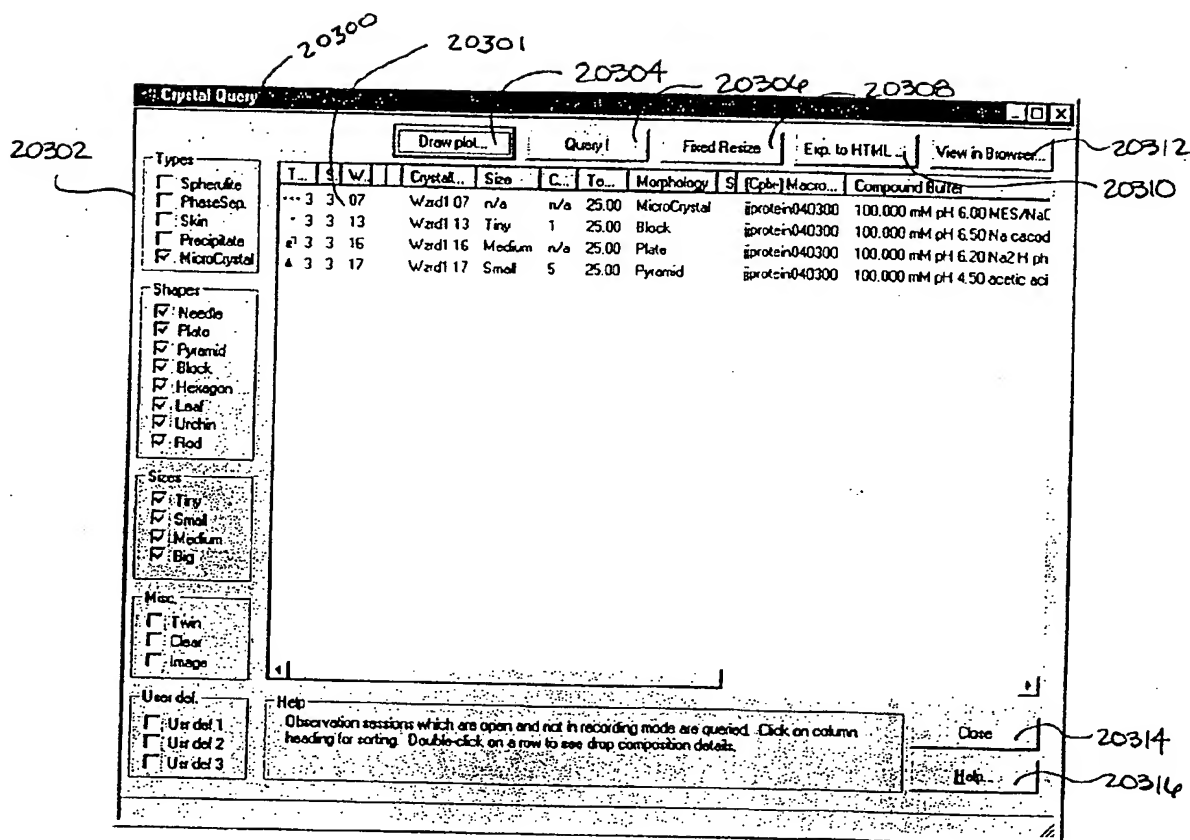 20300
20301
20304
20306
20308
Crystal Query
20302
Draw plot...
Query!
Fixed Resize
Exp. to HTML...
View in Browser...
20312
20310
Types
Spherulite
PhaseSep.
Skin
Precipitate
MicroCrystal
T... S W. Crystall... Size C... Te... Morphology S [Cpbr] Macro... Compound Buffer
3 3 07 Wzrd1 07 n/a n/a 25.00 MicroCrystal jjprotein040300 100.000 mM pH 6.00 MES/NaC
3 3 13 Wzrd1 13 Tiny 1 25.00 Block jjprotein040300 100.000 mM pH 6.50 Na cacod
3 3 16 Wzrd1 16 Medium n/a 25.00 Plate jjprotein040300 100.000 mM pH 6.20 Na2 H ph
3 3 17 Wzrd1 17 Small 5 25.00 Pyramid jjprotein040300 100.000 mM pH 4.50 acetic aci
Shapes
Needle
Plate
Pyramid
Block
Hexagon
Leaf
Urchin
Rod
Sizes
Tiny
Small
Medium
Big
Misc.
Twin
Clear
Image
User def.
Usr def 1
Usr def 2
Usr def 3
Help
Observation sessions which are open and not in recording mode are queried. Click on column
heading for sorting. Double-click on a row to see drop composition details.
Close
20314
Help...
20316